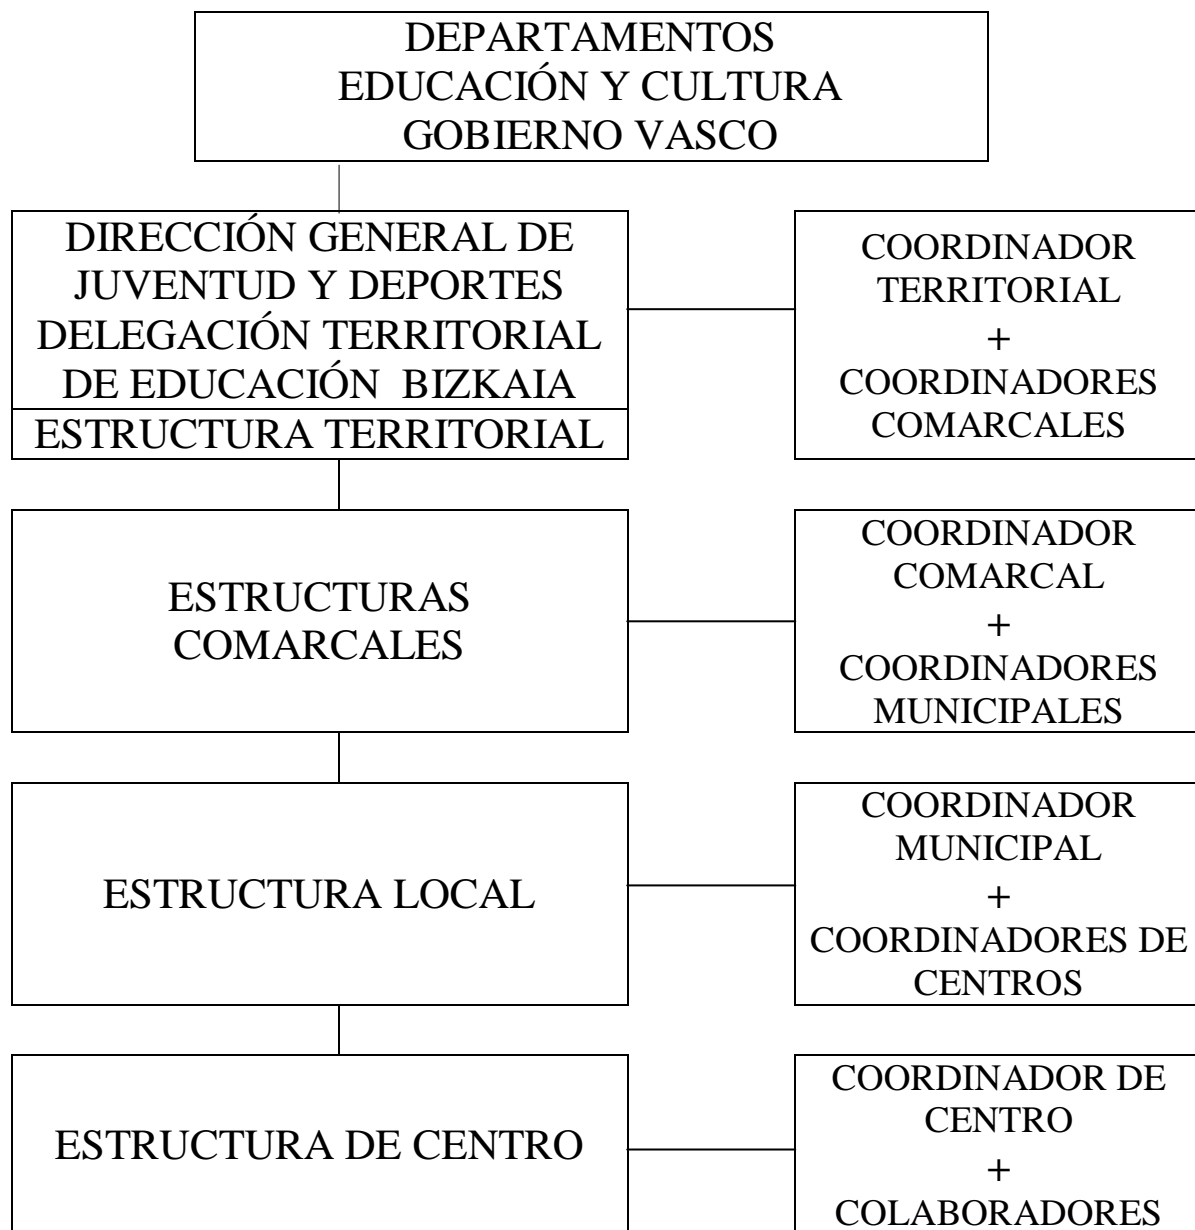 DEPARTAMENTOS
EDUCACIÓN Y CULTURA
GOBIERNO VASCO
DIRECCIÓN GENERAL DE
JUVENTUD Y DEPORTES
DELEGACIÓN TERRITORIAL
DE EDUCACIÓN BIZKAIA
ESTRUCTURA TERRITORIAL
COORDINADOR
TERRITORIAL
+
COORDINADORES
COMARCALES
ESTRUCTURAS
COMARCALES
COORDINADOR
COMARCAL
+
COORDINADORES
MUNICIPALES
ESTRUCTURA LOCAL
COORDINADOR
MUNICIPAL
+
COORDINADORES DE
CENTROS
ESTRUCTURA DE CENTRO
COORDINADOR DE
CENTRO
+
COLABORADORES